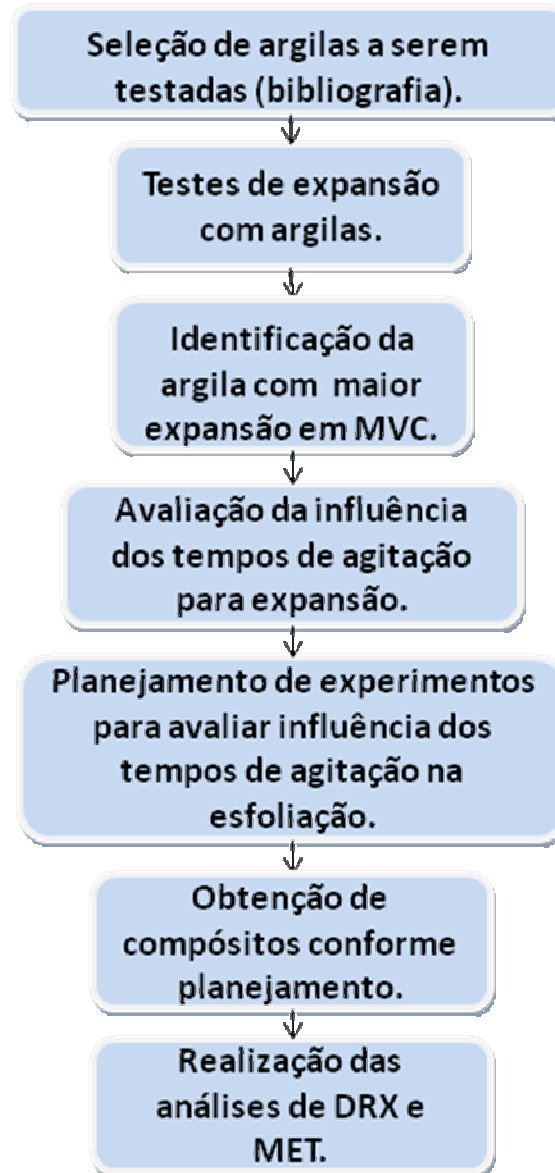 Seleção de argilas a serem
testadas (bibliografia).
Testes de expansão
com argilas.
Identificação da
argila com maior
expansão em MVC.
Avaliação da influência
dos tempos de agitação
para expansão.
Planejamento de experimentos
para avaliar influência dos
tempos de agitação na
esfoliação.
Obtenção de
compósitos conforme
planejamento.
Realização das
análises de DRX e
MET.